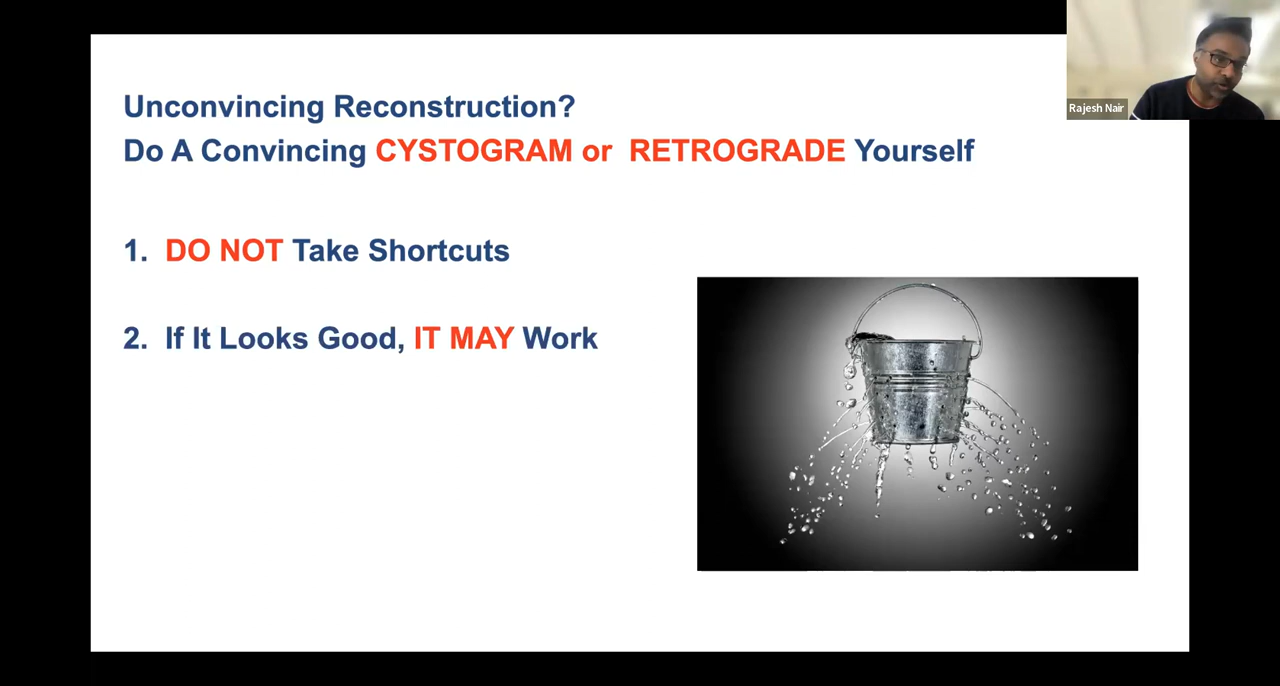 Rajesh Nair
Unconvincing Reconstruction?
Do A Convincing CYSTOGRAM or RETROGRADE Yourself
1. DO NOT Take Shortcuts
2. If It Looks Good, IT MAY Work